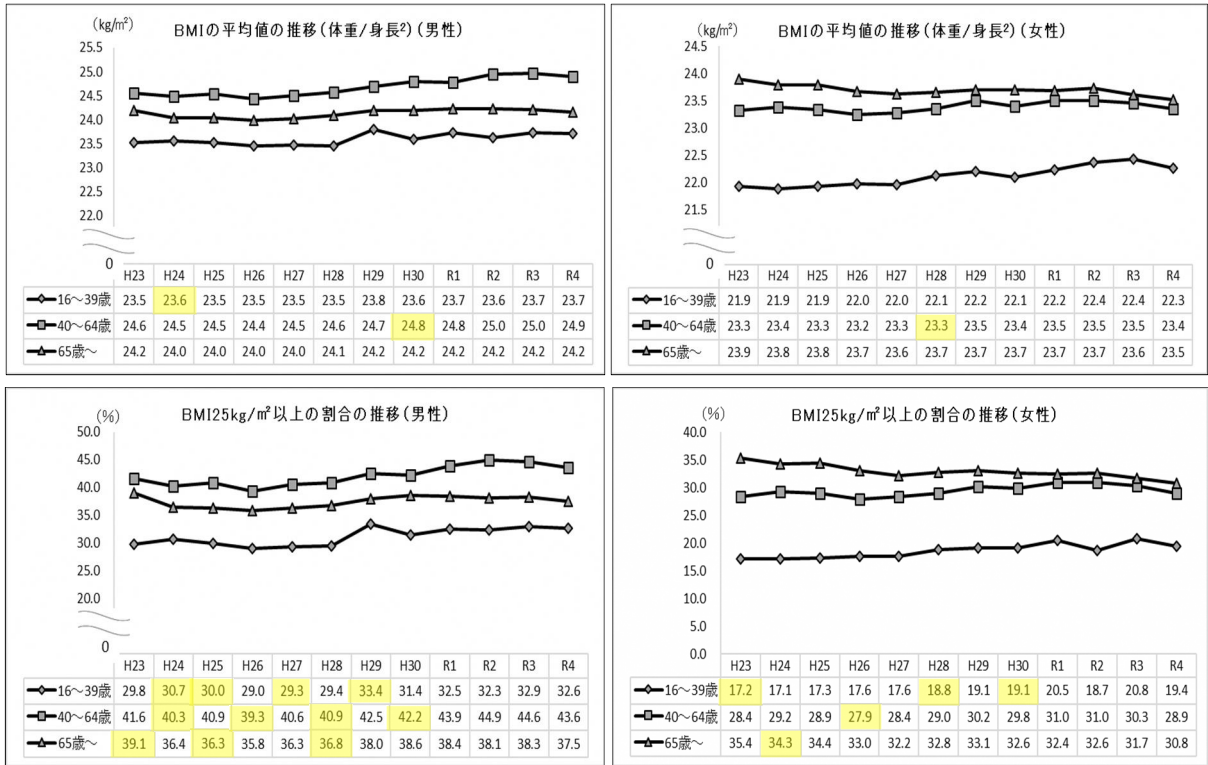 (kg/m²)
BMIの平均値の推移(体重/身長²)(男性)
25.5
25.0
24.5
24.0
23.5
23.0
22.5
22.0
0
H23 H24 H25 H26 H27 H28 H29 H30 R1 R2 R3 R4
16～39歳 23.5 23.6 23.5 23.5 23.5 23.5 23.8 23.6 23.7 23.6 23.7 23.7
40～64歳 24.6 24.5 24.5 24.4 24.5 24.6 24.7 24.8 24.8 25.0 25.0 24.9
65歳～ 24.2 24.0 24.0 24.0 24.0 24.1 24.2 24.2 24.2 24.2 24.2 24.2
(kg/m²)
BMIの平均値の推移(体重/身長²)(女性)
24.5
24.0
23.5
23.0
22.5
22.0
21.5
0
H23 H24 H25 H26 H27 H28 H29 H30 R1 R2 R3 R4
16～39歳 21.9 21.9 21.9 22.0 22.0 22.1 22.2 22.1 22.2 22.4 22.4 22.3
40～64歳 23.3 23.4 23.3 23.2 23.3 23.3 23.5 23.4 23.5 23.5 23.5 23.4
65歳～ 23.9 23.8 23.8 23.7 23.6 23.7 23.7 23.7 23.7 23.7 23.6 23.5
(%)
BMI25kg/㎡以上の割合の推移(男性)
50.0
45.0
40.0
35.0
30.0
25.0
20.0
0
H23 H24 H25 H26 H27 H28 H29 H30 R1 R2 R3 R4
16～39歳 29.8 30.7 30.0 29.0 29.3 29.4 33.4 31.4 32.5 32.3 32.9 32.6
40～64歳 41.6 40.3 40.9 39.3 40.6 40.9 42.5 42.2 43.9 44.9 44.6 43.6
65歳～ 39.1 36.4 36.3 35.8 36.3 36.8 38.0 38.6 38.4 38.1 38.3 37.5
(%)
BMI25kg/㎡以上の割合の推移(女性)
40.0
35.0
30.0
25.0
20.0
15.0
10.0
5.0
0.0
H23 H24 H25 H26 H27 H28 H29 H30 R1 R2 R3 R4
16～39歳 17.2 17.1 17.3 17.6 17.6 18.8 19.1 19.1 20.5 18.7 20.8 19.4
40～64歳 28.4 29.2 28.9 27.9 28.4 29.0 30.2 29.8 31.0 31.0 30.3 28.9
65歳～ 35.4 34.3 34.4 33.0 32.2 32.8 33.1 32.6 32.4 32.6 31.7 30.8